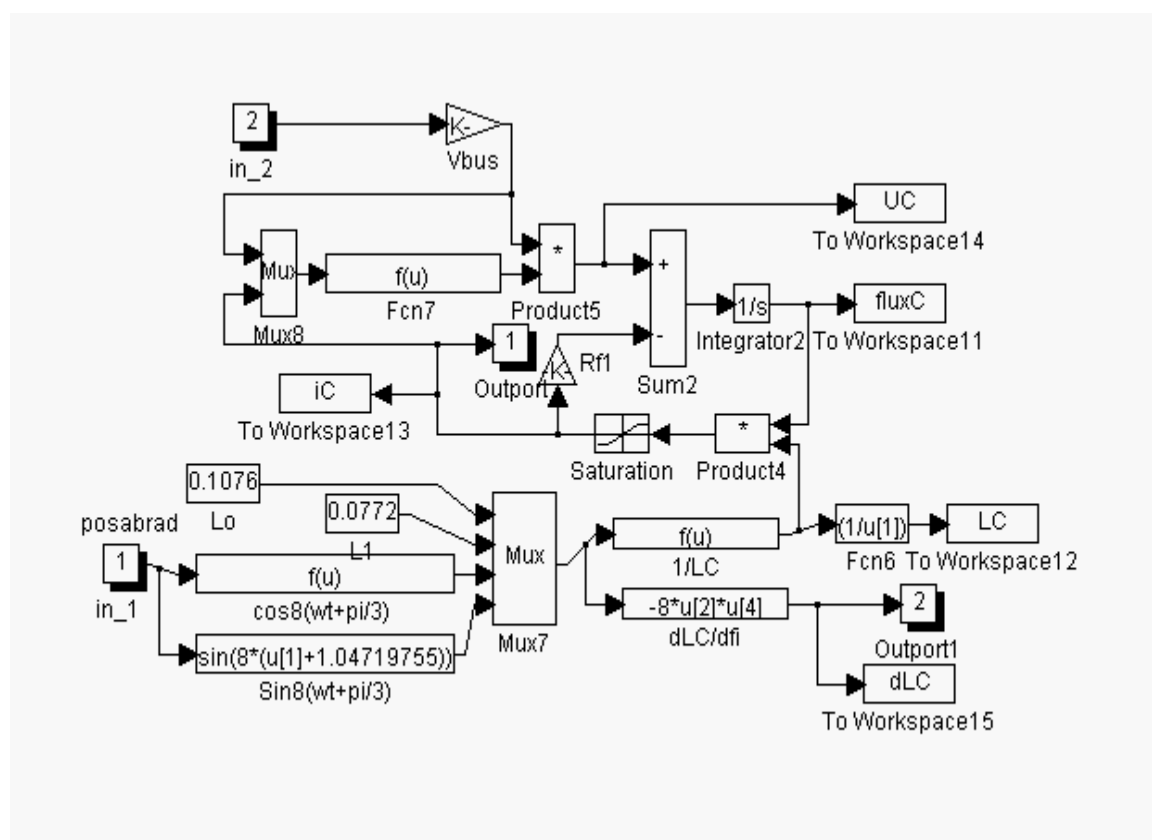 2
in_2
K-
Vbus
UC
To Workspace14
Mux
Mux8
f(u)
Fcn7
*
Product5
+
-
Sum2
1/s
Integrator2
fluxC
To Workspace11
1
Outport
-K-
Rf1
iC
To Workspace13
Saturation
*
Product4
0.1076
Lo
0.0772
L1
posabrad
1
in_1
f(u)
cos8(wt+pi/3)
sin(8*(u[1]+1.04719755))
Sin8(wt+pi/3)
Mux
Mux7
f(u)
1/LC
(1/u[1])
Fcn6
LC
To Workspace12
-8*u[2]*u[4]
dLC/dfi
2
Outport1
dLC
To Workspace15